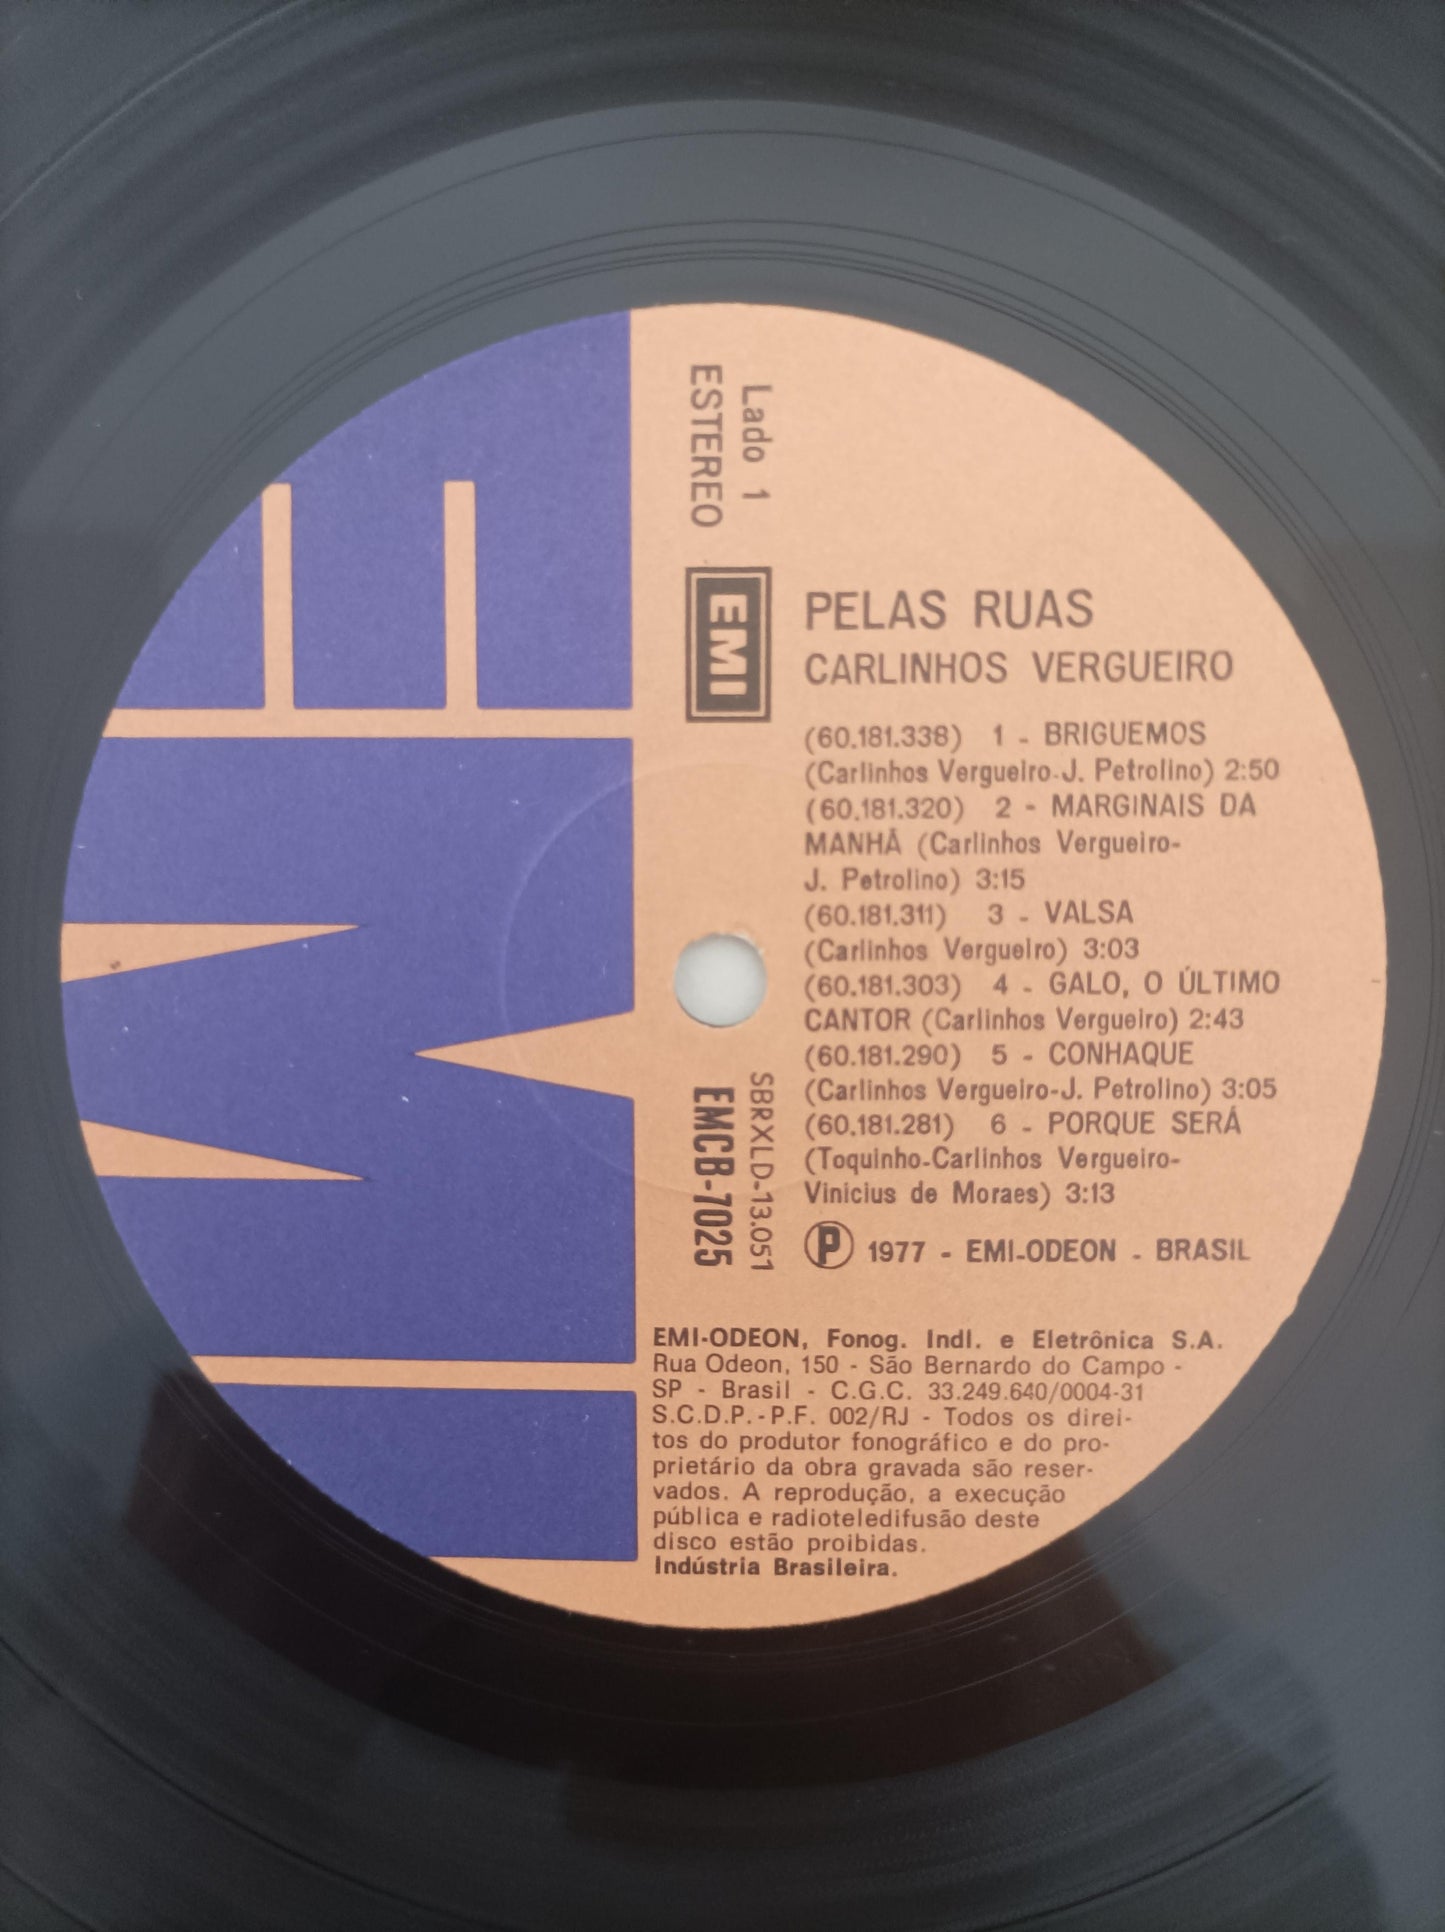 Lado 1
ESTEREO
EMI
PELAS RUAS
CARLINHOS VERGUEIRO
(60.181.338) 1 - BRIGUEMOS
(Carlinhos Vergueiro-J. Petrolino) 2:50
(60.181.320) 2 - MARGINAIS DA
MANHÃ (Carlinhos Vergueiro-
J. Petrolino) 3:15
(60.181.311) 3 - VALSA
(Carlinhos Vergueiro) 3:03
(60.181.303) 4 - GALO, O ÚLTIMO
CANTOR (Carlinhos Vergueiro) 2:43
(60.181.290) 5 - CONHAQUE
(Carlinhos Vergueiro-J. Petrolino) 3:05
(60.181.281) 6 - PORQUE SERÁ
(Toquinho-Carlinhos Vergueiro-
Vinicius de Moraes) 3:13
Ⓟ 1977 - EMI-ODEON - BRASIL
SBRXLD-13.051
EMCB-7025
EMI-ODEON, Fonog. Indl. e Eletrônica S.A.
Rua Odeon, 150 - São Bernardo do Campo -
SP - Brasil - C.G.C. 33.249.640/0004-31
S.C.D.P.-P.F. 002/RJ - Todos os direi-
tos do produtor fonográfico e do pro-
prietário da obra gravada são reser-
vados. A reprodução, a execução
pública e radioteledifusão deste
disco estão proibidas.
Indústria Brasileira.
EMI